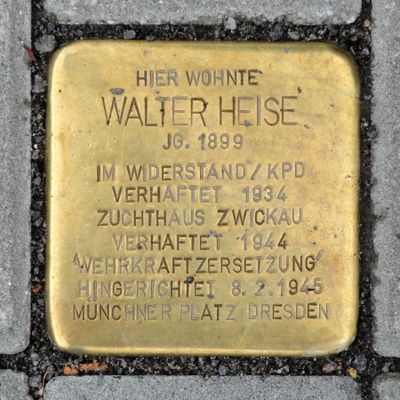 HIER WOHNTE
WALTER HEISE
JG. 1899
IM WIDERSTAND/KPD
VERHAFTET 1934
ZUCHTHAUS ZWICKAU
VERHAFTET 1944
"WEHRKRAFTZERSETZUNG"
HINGERICHTET 8.2.1945
MÜNCHNER PLATZ DRESDEN